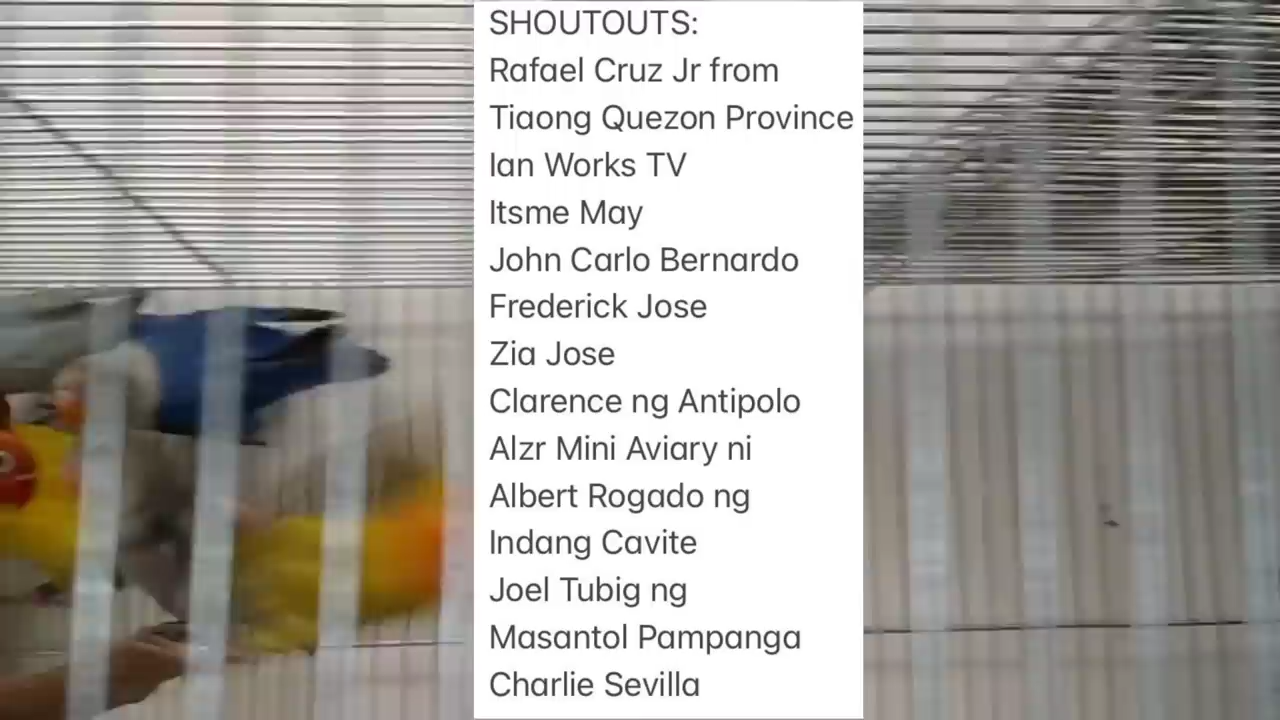 SHOUTOUTS:
Rafael Cruz Jr from
Tiaong Quezon Province
Ian Works TV
Itsme May
John Carlo Bernardo
Frederick Jose
Zia Jose
Clarence ng Antipolo
Alzr Mini Aviary ni
Albert Rogado ng
Indang Cavite
Joel Tubig ng
Masantol Pampanga
Charlie Sevilla